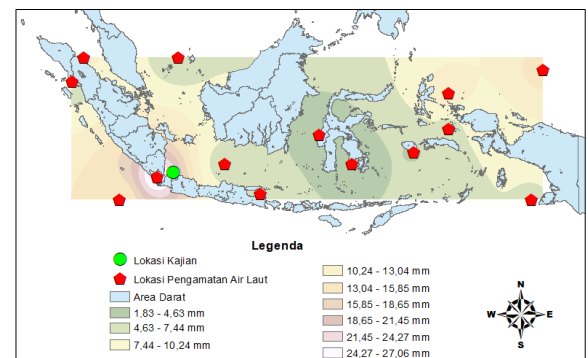 Legenda
Lokasi Kajian
Lokasi Pengamatan Air Laut
Area Darat
1,83 - 4,63 mm
4,63 - 7,44 mm
7,44 - 10,24 mm
10,24 - 13,04 mm
13,04 - 15,85 mm
15,85 - 18,65 mm
18,65 - 21,45 mm
21,45 - 24,27 mm
24,27 - 27,06 mm
N
W E
S